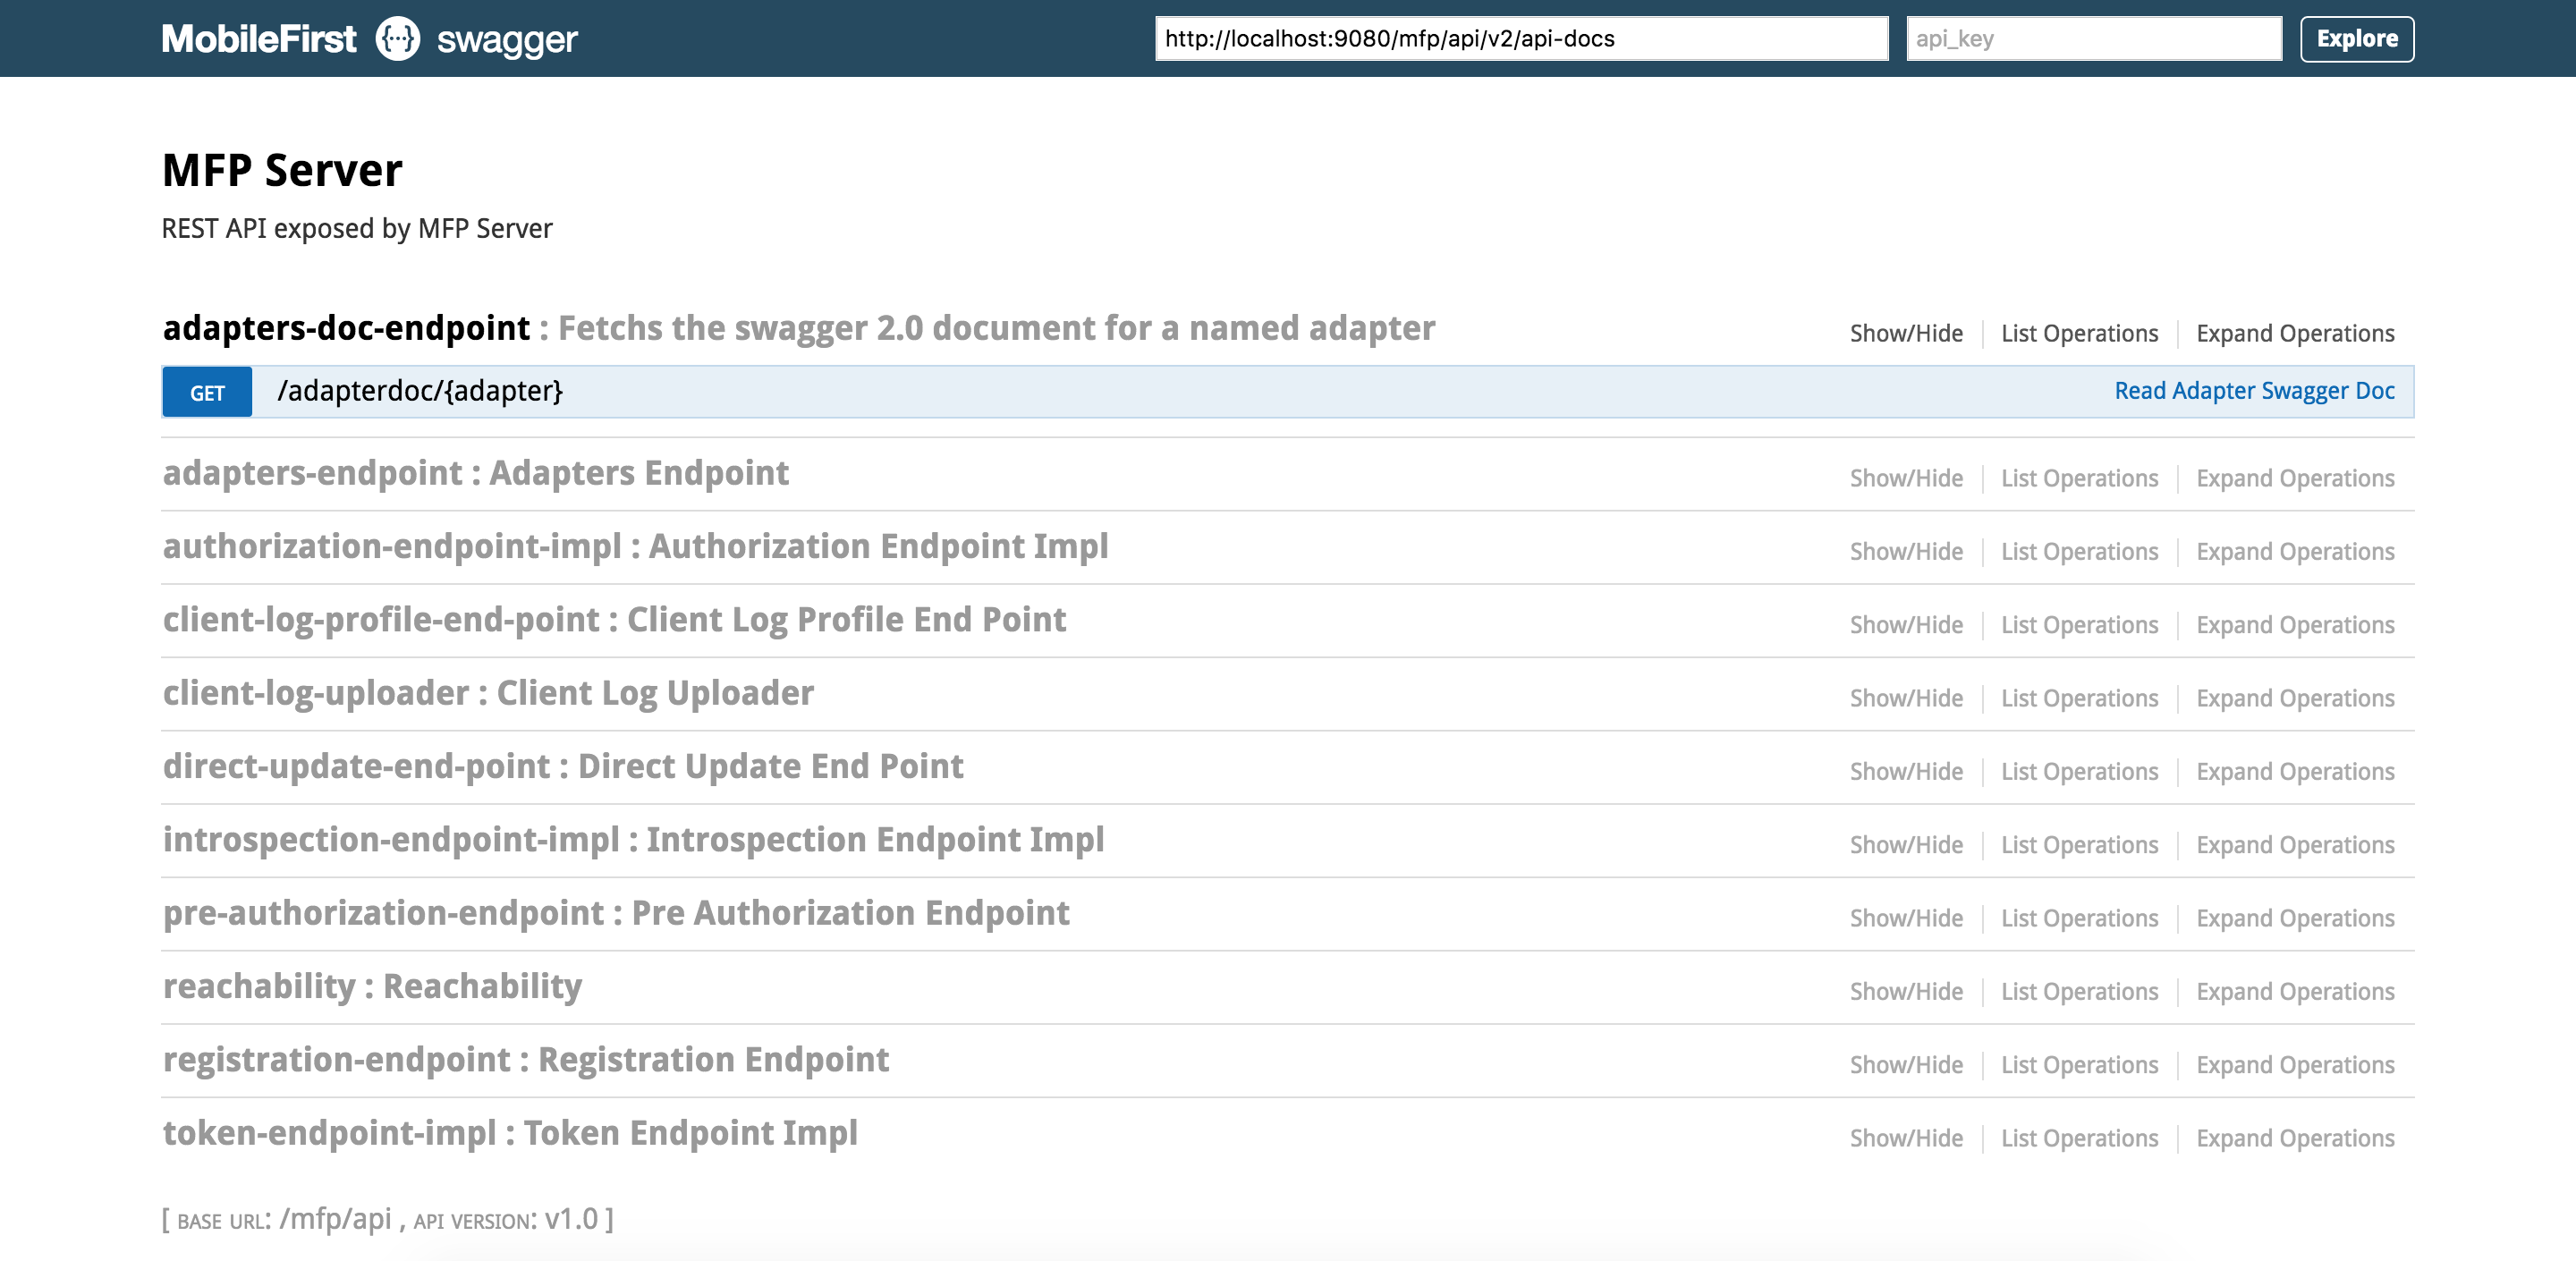 MobileFirst {···} swagger http://localhost:9080/mfp/api/v2/api-docs api_key Explore
MFP Server
REST API exposed by MFP Server
adapters-doc-endpoint : Fetchs the swagger 2.0 document for a named adapter Show/Hide List Operations Expand Operations
GET /adapterdoc/{adapter} Read Adapter Swagger Doc
adapters-endpoint : Adapters Endpoint Show/Hide List Operations Expand Operations
authorization-endpoint-impl : Authorization Endpoint Impl Show/Hide List Operations Expand Operations
client-log-profile-end-point : Client Log Profile End Point Show/Hide List Operations Expand Operations
client-log-uploader : Client Log Uploader Show/Hide List Operations Expand Operations
direct-update-end-point : Direct Update End Point Show/Hide List Operations Expand Operations
introspection-endpoint-impl : Introspection Endpoint Impl Show/Hide List Operations Expand Operations
pre-authorization-endpoint : Pre Authorization Endpoint Show/Hide List Operations Expand Operations
reachability : Reachability Show/Hide List Operations Expand Operations
registration-endpoint : Registration Endpoint Show/Hide List Operations Expand Operations
token-endpoint-impl : Token Endpoint Impl Show/Hide List Operations Expand Operations
[ BASE URL: /mfp/api , API VERSION: v1.0 ]